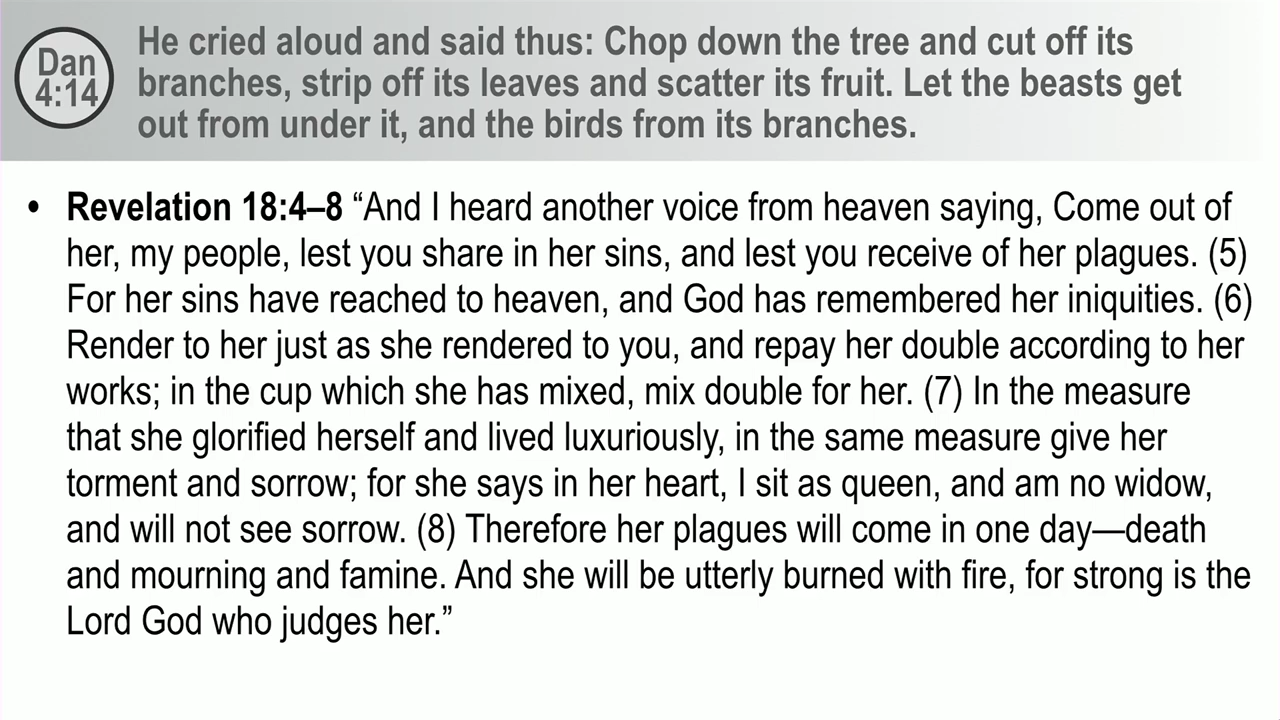 Dan
4:14
He cried aloud and said thus: Chop down the tree and cut off its
branches, strip off its leaves and scatter its fruit. Let the beasts get
out from under it, and the birds from its branches.
• Revelation 18:4–8 “And I heard another voice from heaven saying, Come out of
her, my people, lest you share in her sins, and lest you receive of her plagues. (5)
For her sins have reached to heaven, and God has remembered her iniquities. (6)
Render to her just as she rendered to you, and repay her double according to her
works; in the cup which she has mixed, mix double for her. (7) In the measure
that she glorified herself and lived luxuriously, in the same measure give her
torment and sorrow; for she says in her heart, I sit as queen, and am no widow,
and will not see sorrow. (8) Therefore her plagues will come in one day—death
and mourning and famine. And she will be utterly burned with fire, for strong is the
Lord God who judges her.”